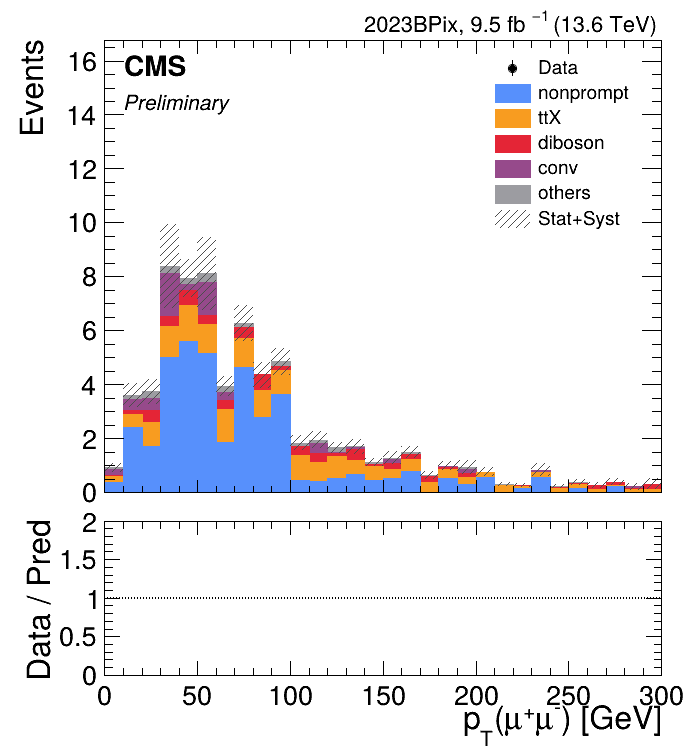 2023BPix, 9.5 fb⁻¹ (13.6 TeV)
CMS
Preliminary
Events
16
14
12
10
8
6
4
2
0
Data
nonprompt
ttX
diboson
conv
others
Stat+Syst
Data / Pred
2
1.5
1
0.5
0
0 50 100 150 200 250 300
p_T(μ⁺μ⁻) [GeV]